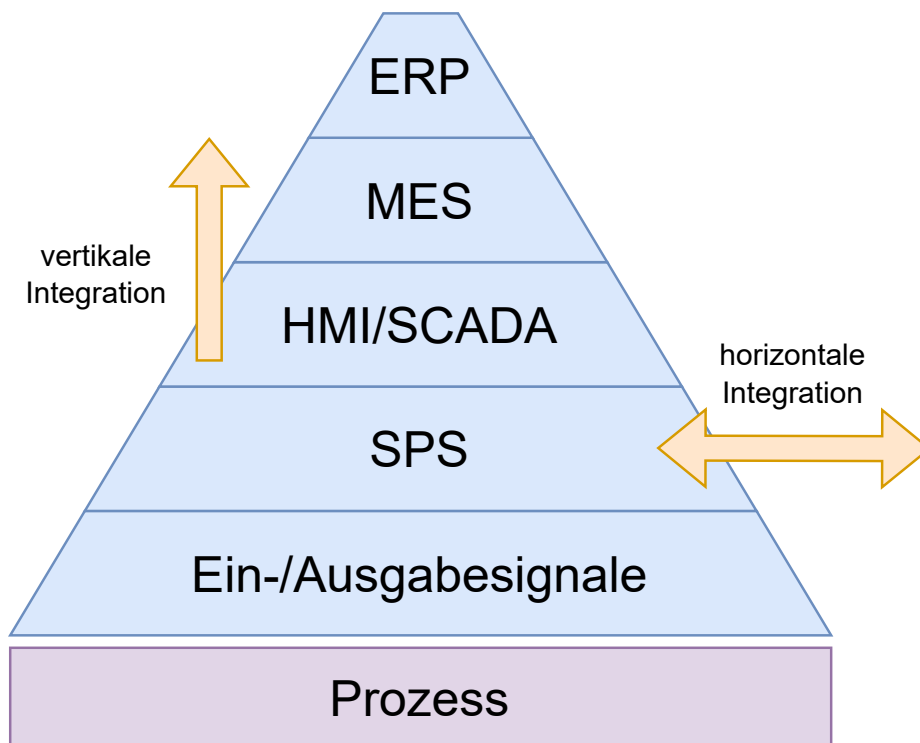 ERP
MES
vertikale
Integration
HMI/SCADA
horizontale
Integration
SPS
Ein-/Ausgabesignale
Prozess